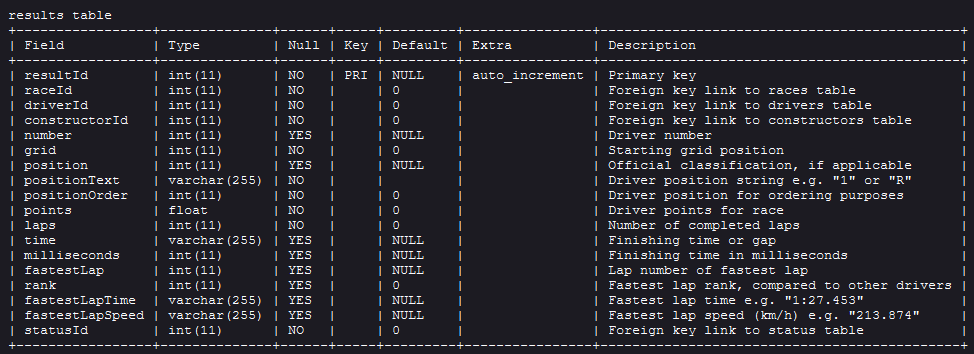 results table
+-----------------+--------------+------+-----+---------+----------------+---------------------------------------------+
| Field           | Type         | Null | Key | Default | Extra          | Description                                 |
+-----------------+--------------+------+-----+---------+----------------+---------------------------------------------+
| resultId        | int(11)      | NO   | PRI | NULL    | auto_increment | Primary key                                 |
| raceId          | int(11)      | NO   |     | 0       |                | Foreign key link to races table             |
| driverId        | int(11)      | NO   |     | 0       |                | Foreign key link to drivers table           |
| constructorId   | int(11)      | NO   |     | 0       |                | Foreign key link to constructors table      |
| number          | int(11)      | YES  |     | NULL    |                | Driver number                               |
| grid            | int(11)      | NO   |     | 0       |                | Starting grid position                      |
| position        | int(11)      | YES  |     | NULL    |                | Official classification, if applicable      |
| positionText    | varchar(255) | NO   |     |         |                | Driver position string e.g. "1" or "R"      |
| positionOrder   | int(11)      | NO   |     | 0       |                | Driver position for ordering purposes       |
| points          | float        | NO   |     | 0       |                | Driver points for race                      |
| laps            | int(11)      | NO   |     | 0       |                | Number of completed laps                    |
| time            | varchar(255) | YES  |     | NULL    |                | Finishing time or gap                       |
| milliseconds    | int(11)      | YES  |     | NULL    |                | Finishing time in milliseconds              |
| fastestLap      | int(11)      | YES  |     | NULL    |                | Lap number of fastest lap                   |
| rank            | int(11)      | YES  |     | 0       |                | Fastest lap rank, compared to other drivers |
| fastestLapTime  | varchar(255) | YES  |     | NULL    |                | Fastest lap time e.g. "1:27.453"            |
| fastestLapSpeed | varchar(255) | YES  |     | NULL    |                | Fastest lap speed (km/h) e.g. "213.874"     |
| statusId        | int(11)      | NO   |     | 0       |                | Foreign key link to status table            |
+-----------------+--------------+------+-----+---------+----------------+---------------------------------------------+